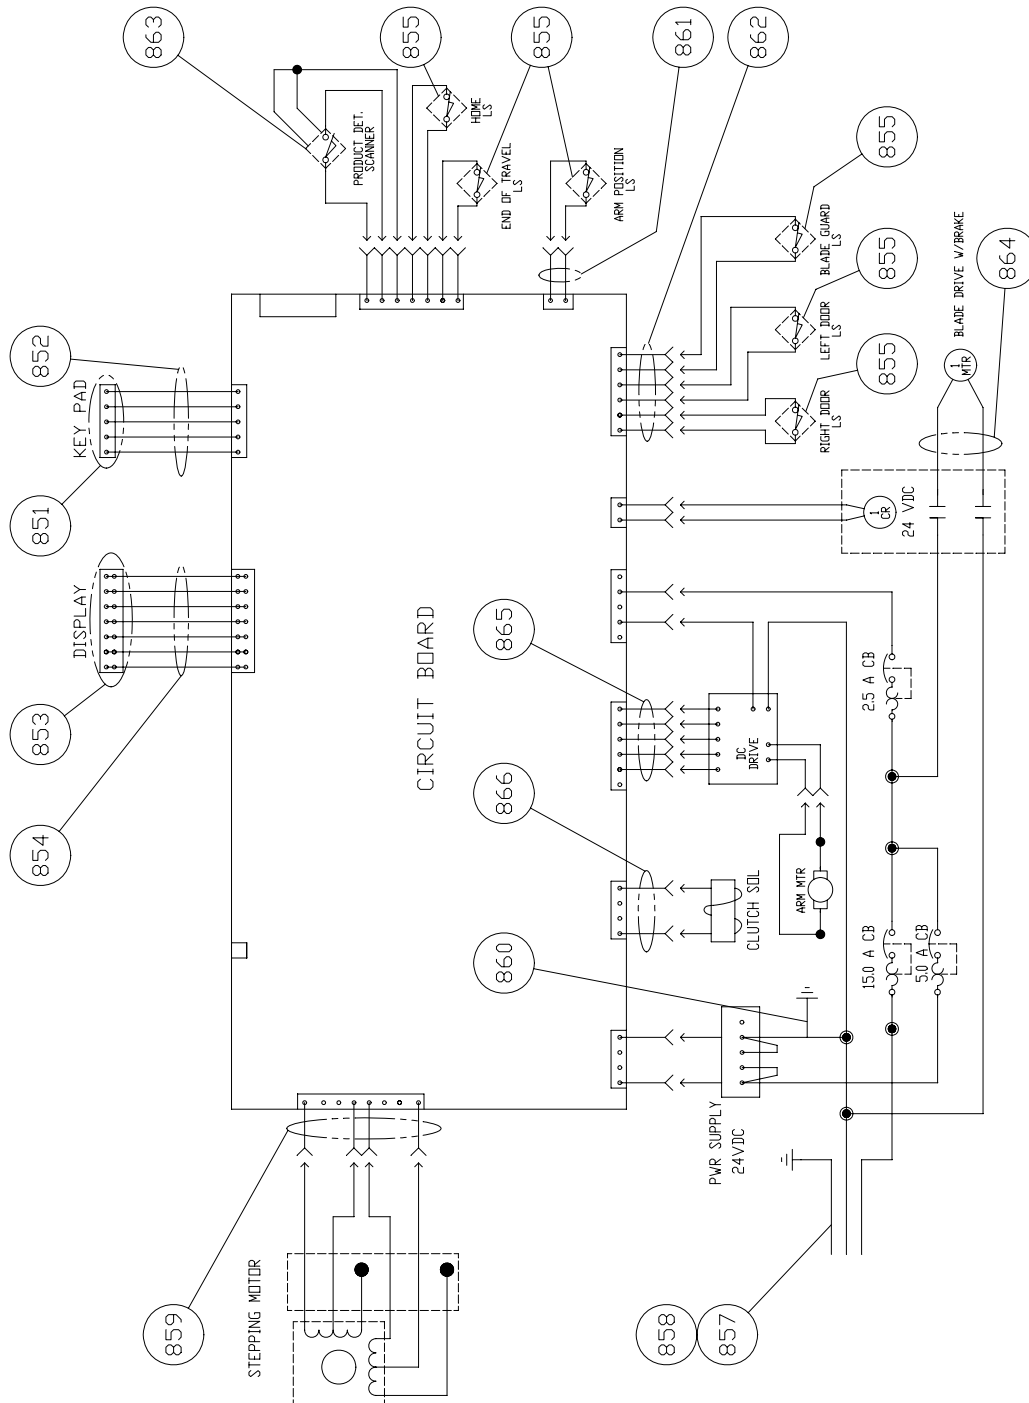 863
855
855
861
862
PRODUCT DET.
SCANNER
HOME
LS
END OF TRAVEL
LS
ARM POSITION
LS
855
BLADE GUARD
LS
855
LEFT DOOR
LS
855
RIGHT DOOR
LS
BLADE DRIVE W/BRAKE
864
1
MTR
852
KEY PAD
851
1
CR
24 VDC
DISPLAY
853
854
CIRCUIT BOARD
865
DC
DRIVE
2.5 A CB
866
CLUTCH SOL
ARM MTR
860
15.0 A CB
5.0 A CB
PWR SUPPLY
24VDC
859
STEPPING MOTOR
858
857